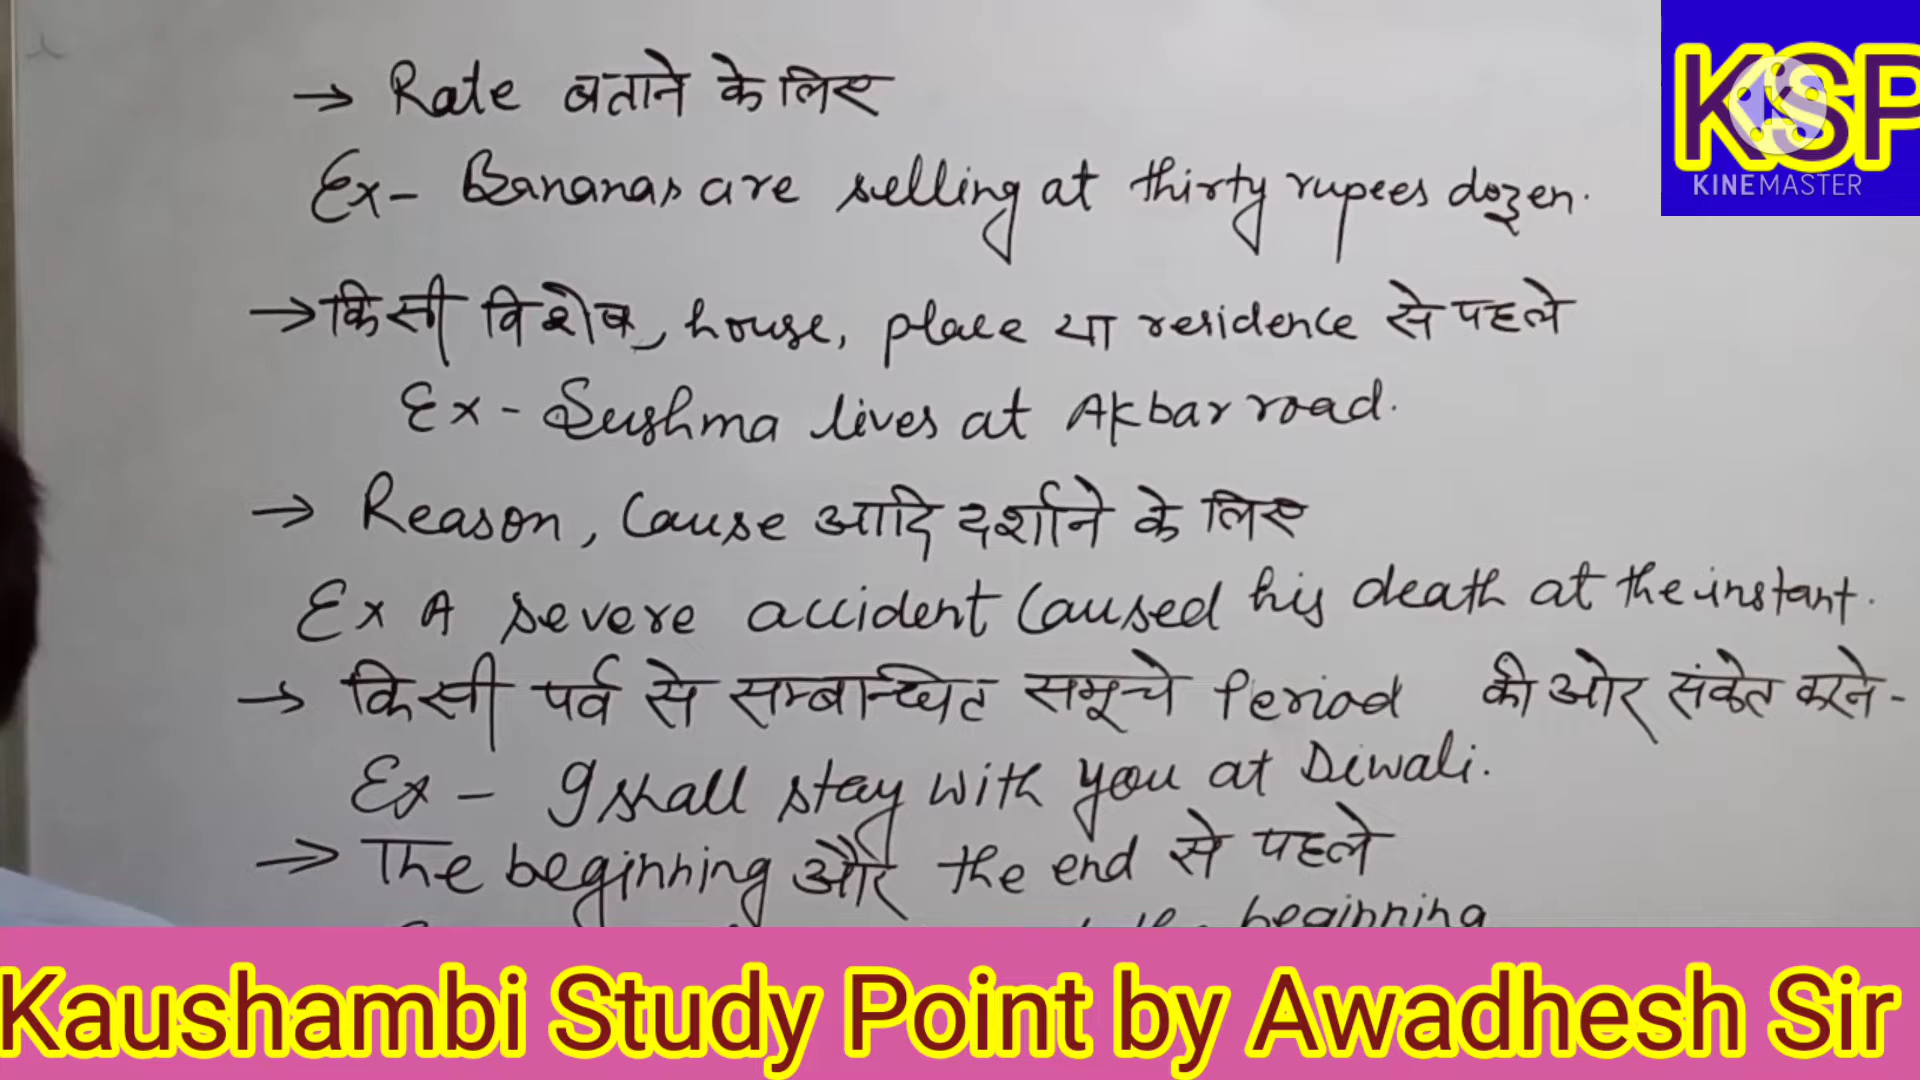 → Rate बताने के लिए
KSP
KINEMASTER
Ex- Bananas are selling at thirty rupees dozen.
→ किसी विशेष, house, place या residence से पहले
Ex - Sushma lives at Akbar road.
→ Reason, Cause आदि दर्शाने के लिए
Ex A severe accident Caused his death at the instant.
→ किसी पर्व से सम्बान्धित समूचे Period की ओर संकेत करने -
Ex - I shall stay with you at Diwali.
→ The beginning और the end से पहले
beginning
Kaushambi Study Point by Awadhesh Sir